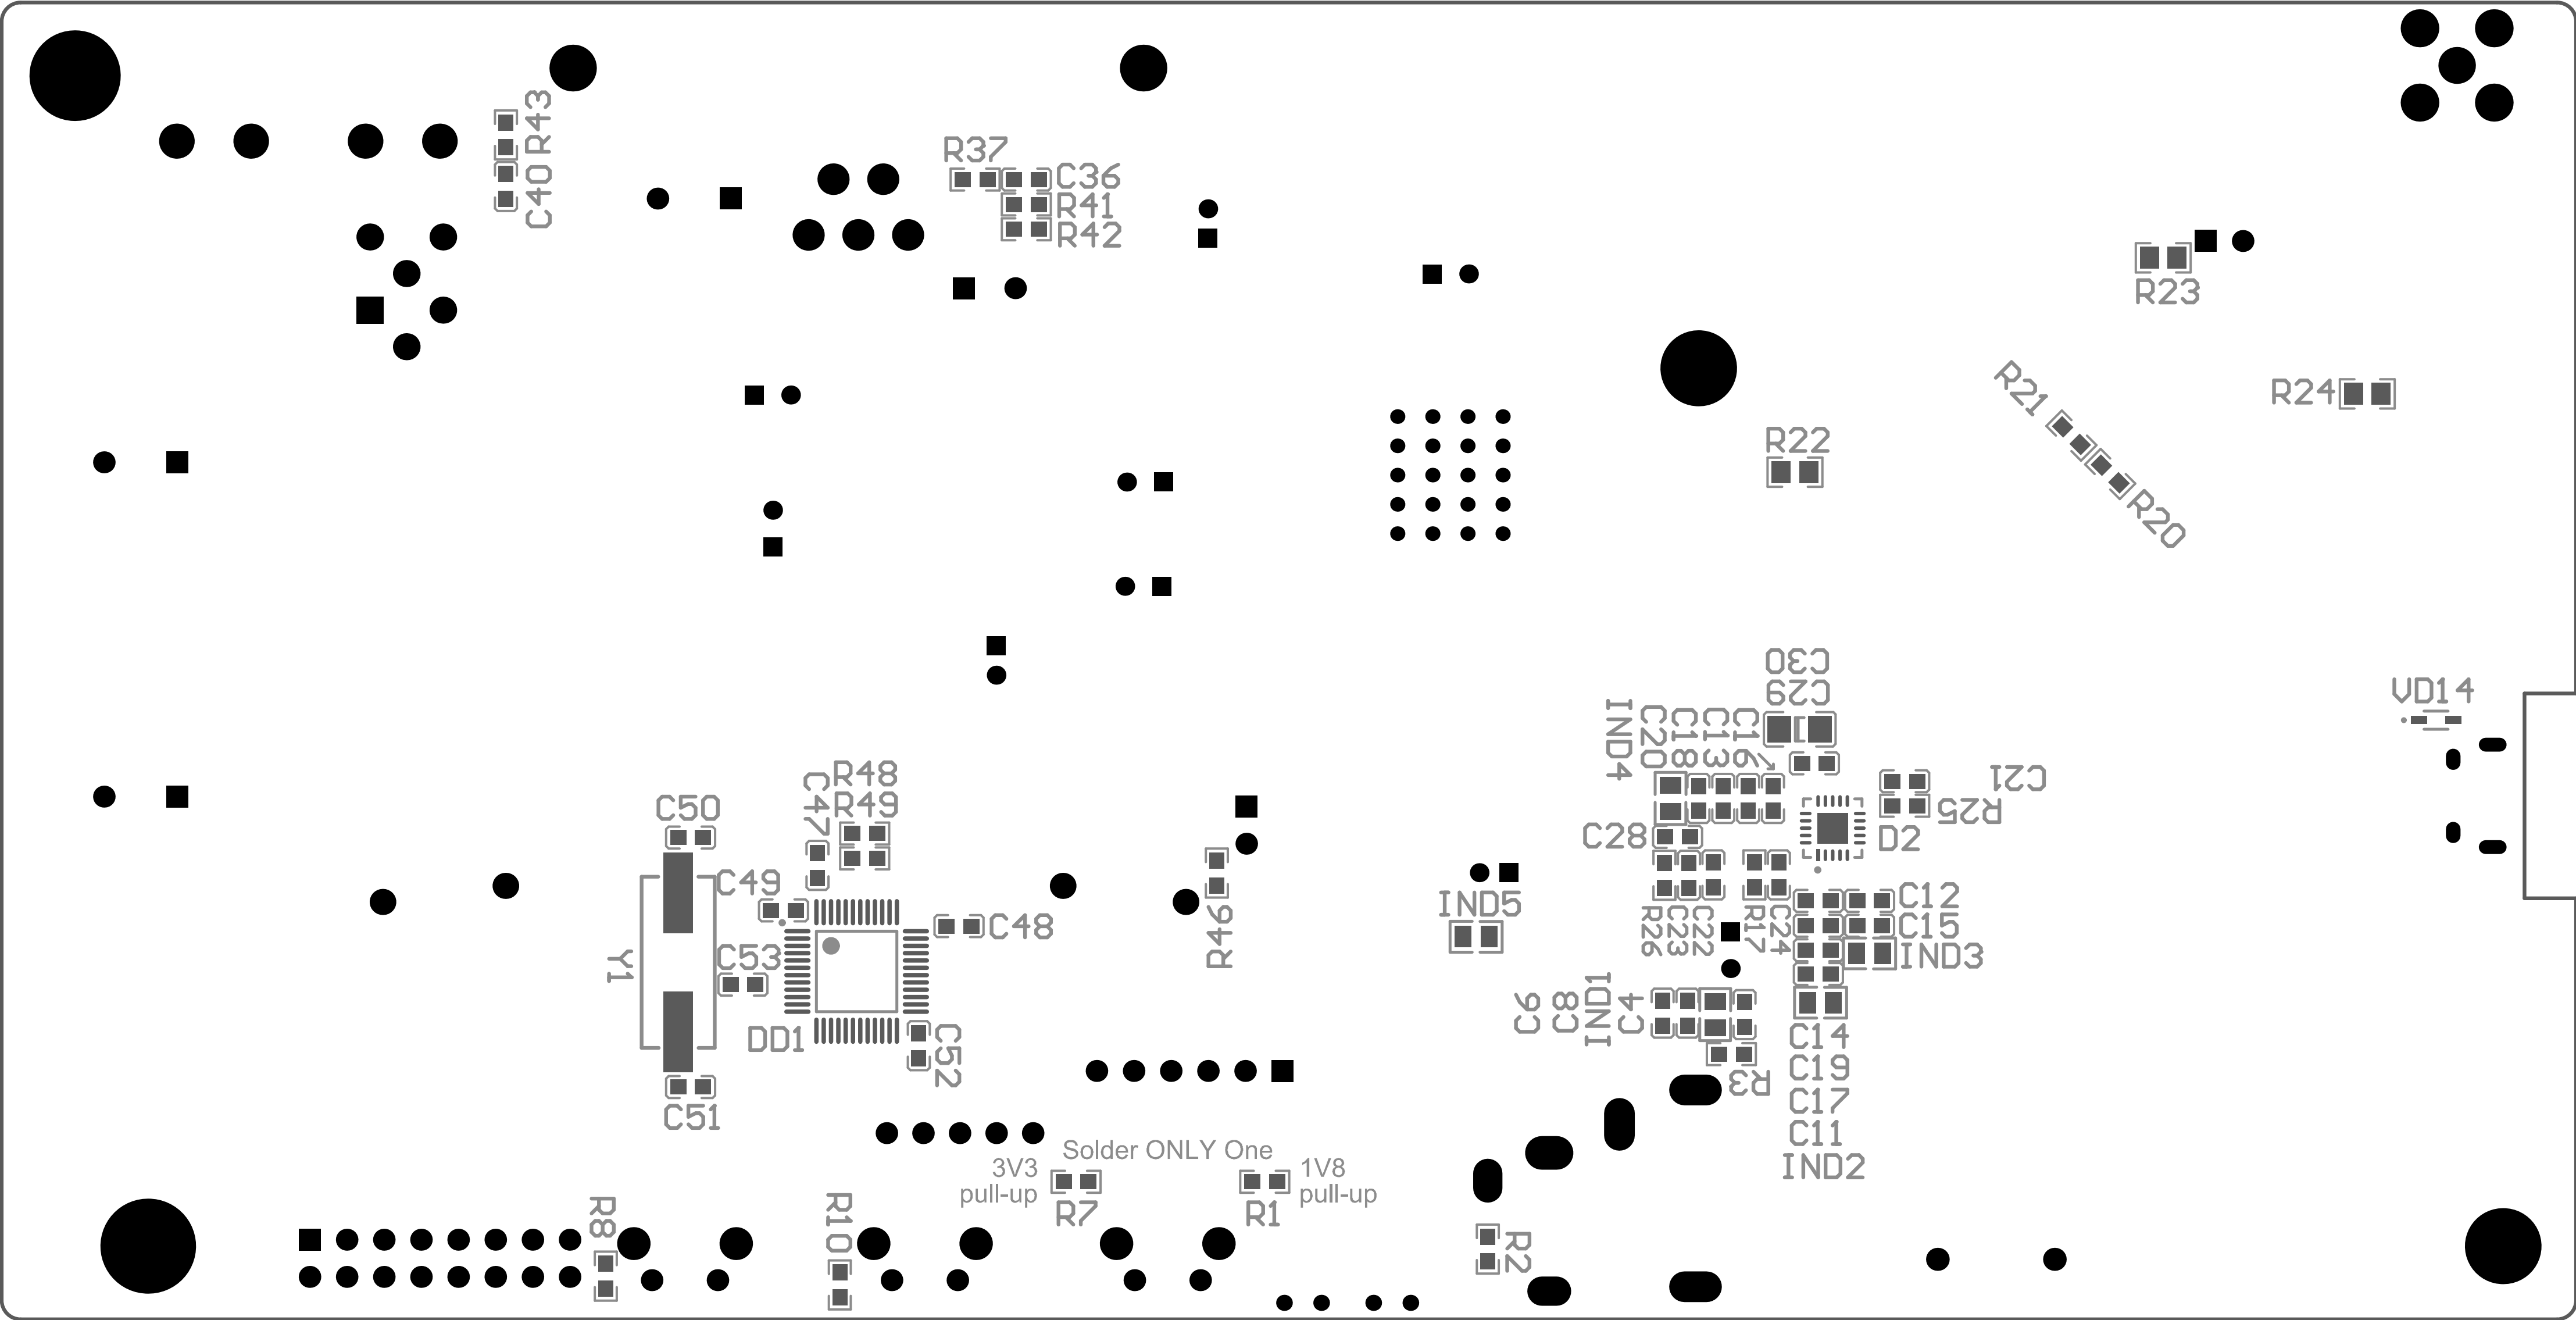 R43
C40
R37
C36
R41
R42
R23
R21
R24
R22
R20
C30
C29
VD14
IND4
C20
C18
C13
C16
C21
R25
D2
C28
R48
R49
C47
C50
C49
C48
C53
Y1
DD1
C52
C51
R46
IND5
R26
C23
C22
R17
C24
C12
C15
IND3
C9
C8
IND1
C4
R3
C14
C19
C17
C11
IND2
Solder ONLY One
3V3
pull-up
R7
1V8
pull-up
R1
R8
R10
R2